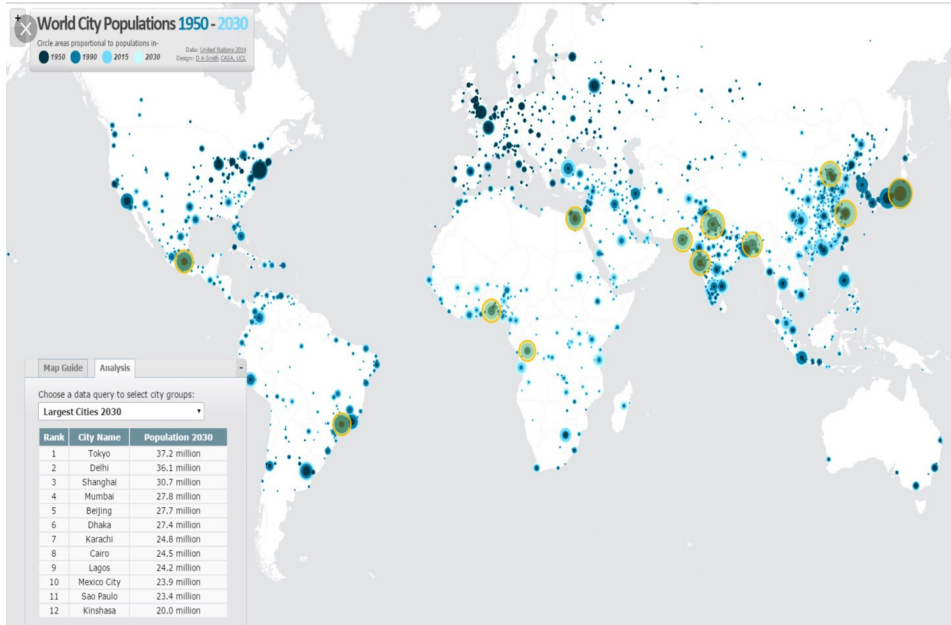 World City Populations 1950 - 2030
Circle areas proportional to populations in-
1950 1990 2015 2030
Data: United Nations 2014
Design: D A Smith CASA, UCL
Map Guide Analysis -
Choose a data query to select city groups:
Largest Cities 2030
Rank City Name Population 2030
1 Tokyo 37.2 million
2 Delhi 36.1 million
3 Shanghai 30.7 million
4 Mumbai 27.8 million
5 Beijing 27.7 million
6 Dhaka 27.4 million
7 Karachi 24.8 million
8 Cairo 24.5 million
9 Lagos 24.2 million
10 Mexico City 23.9 million
11 Sao Paulo 23.4 million
12 Kinshasa 20.0 million